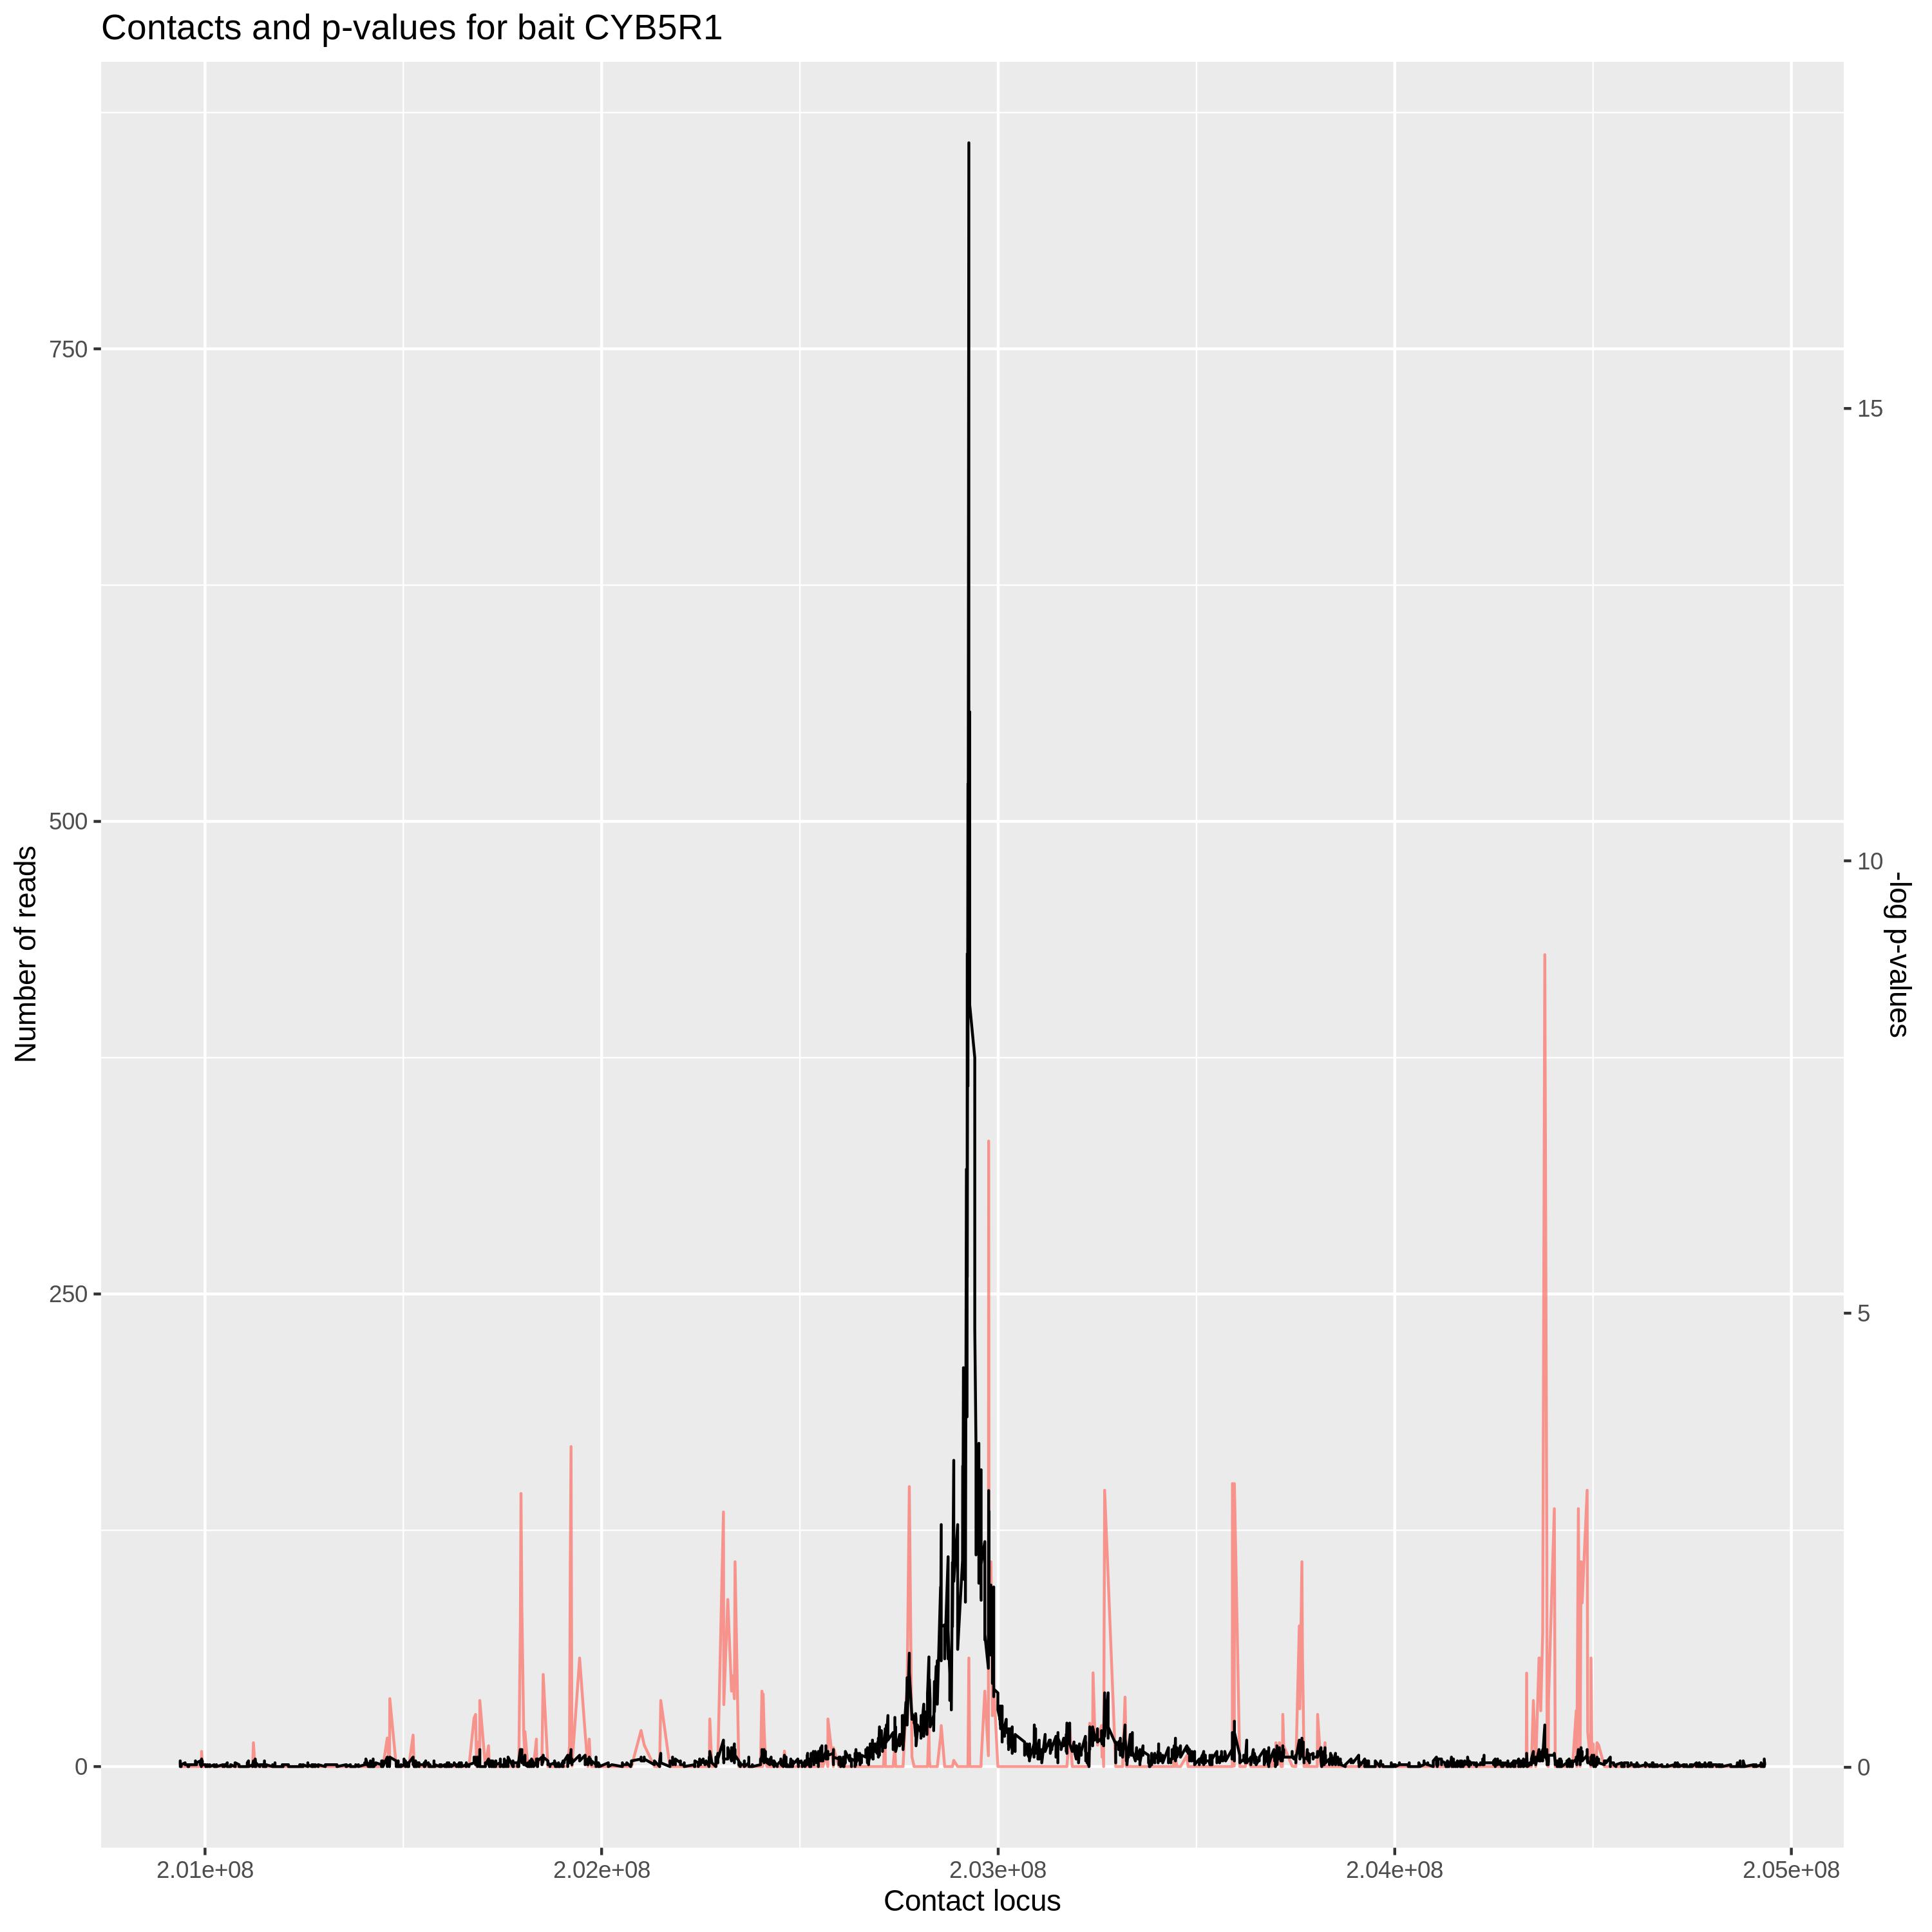 Contacts and p-values for bait CYB5R1
Number of reads
750
500
250
0
15
10
5
0
-log p-values
2.01e+08 2.02e+08 2.03e+08 2.04e+08 2.05e+08
Contact locus